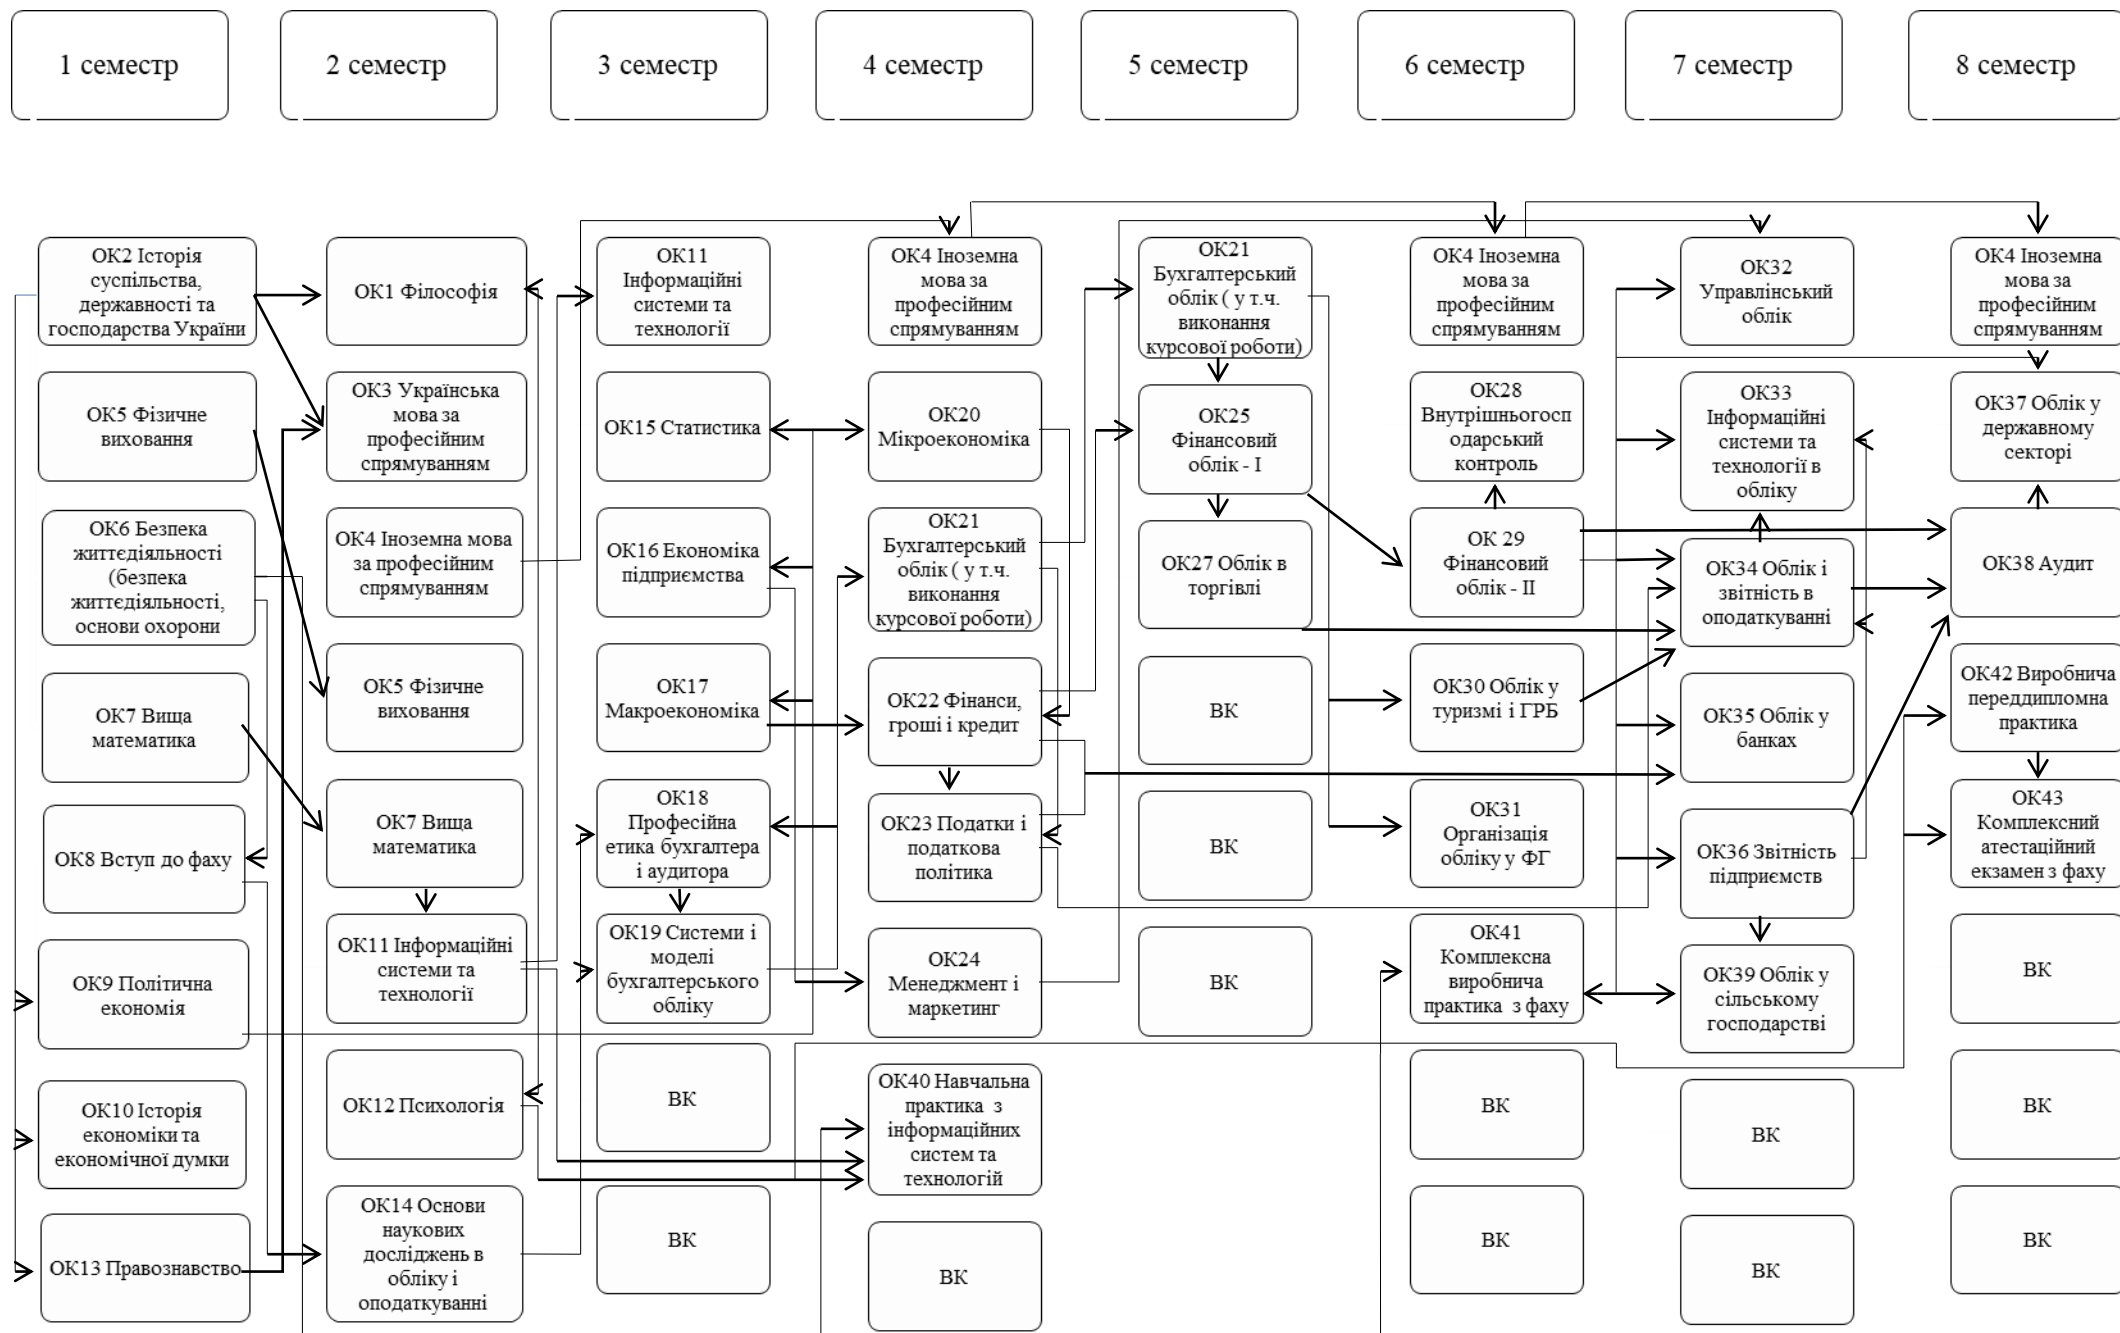 1 семестр
2 семестр
3 семестр
4 семестр
5 семестр
6 семестр
7 семестр
8 семестр
ОК2 Історія
суспільства,
державності та
господарства України
ОК5 Фізичне
виховання
ОК6 Безпека
життєдіяльності
(безпека
життєдіяльності,
основи охорони
ОК7 Вища
математика
ОК8 Вступ до фаху
ОК9 Політична
економія
ОК10 Історія
економіки та
економічної думки
ОК13 Правознавство
ОК1 Філософія
ОК3 Українська
мова за
професійним
спрямуванням
ОК4 Іноземна мова
за професійним
спрямуванням
ОК5 Фізичне
виховання
ОК7 Вища
математика
ОК11 Інформаційні
системи та
технології
ОК12 Психологія
ОК14 Основи
наукових
досліджень в
обліку і
оподаткуванні
ОК11
Інформаційні
системи та
технології
ОК15 Статистика
ОК16 Економіка
підприємства
ОК17
Макроекономіка
ОК18
Професійна
етика бухгалтера
і аудитора
ОК19 Системи і
моделі
бухгалтерського
обліку
ВК
ВК
ОК4 Іноземна
мова за
професійним
спрямуванням
ОК20
Мікроекономіка
ОК21
Бухгалтерський
облік ( у т.ч.
виконання
курсової роботи)
ОК22 Фінанси,
гроші і кредит
ОК23 Податки і
податкова
політика
ОК24
Менеджмент і
маркетинг
ОК40 Навчальна
практика з
інформаційних
систем та
технологій
ВК
ОК21
Бухгалтерський
облік ( у т.ч.
виконання
курсової роботи)
ОК25
Фінансовий
облік - І
ОК27 Облік в
торгівлі
ВК
ВК
ВК
ОК4 Іноземна
мова за
професійним
спрямуванням
ОК28
Внутрішньогосп
одарський
контроль
ОК 29
Фінансовий
облік - ІІ
ОК30 Облік у
туризмі і ГРБ
ОК31
Організація
обліку у ФГ
ОК41
Комплексна
виробнича
практика з фаху
ВК
ВК
ОК32
Управлінський
облік
ОК33
Інформаційні
системи та
технології в
обліку
ОК34 Облік і
звітність в
оподаткуванні
ОК35 Облік у
банках
ОК36 Звітність
підприємств
ОК39 Облік у
сільському
господарстві
ВК
ВК
ОК4 Іноземна
мова за
професійним
спрямуванням
ОК37 Облік у
державному
секторі
ОК38 Аудит
ОК42 Виробнича
переддипломна
практика
ОК43
Комплексний
атестаційний
екзамен з фаху
ВК
ВК
ВК